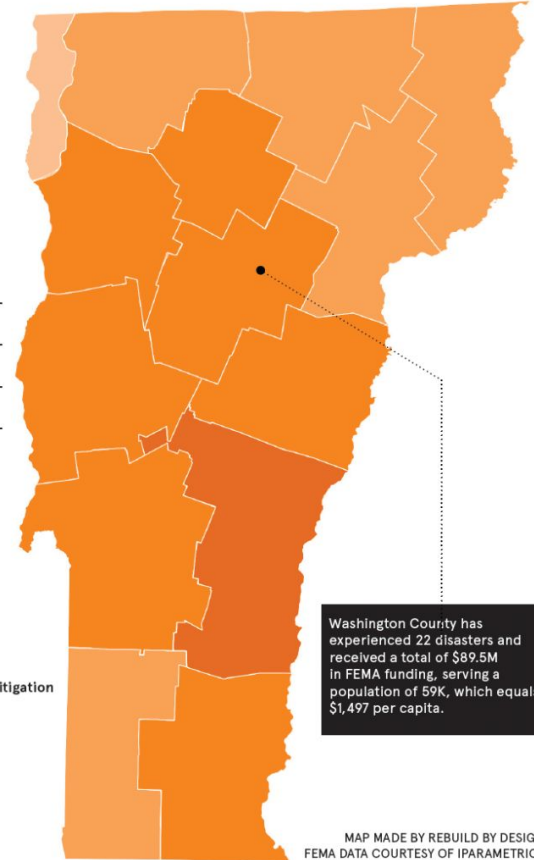 itigation
Washington County has
experienced 22 disasters and
received a total of $89.5M
in FEMA funding, serving a
population of 59K, which equals
$1,497 per capita.
MAP MADE BY REBUILD BY DESIG
FEMA DATA COURTESY OF IPARAMETRIC